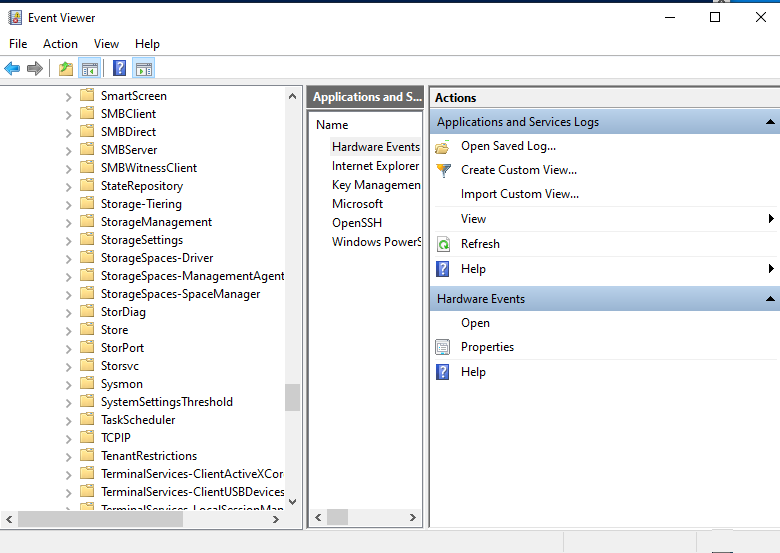 Event Viewer
File Action View Help
SmartScreen
SMBClient
SMBDirect
SMBServer
SMBWitnessClient
StateRepository
Storage-Tiering
StorageManagement
StorageSettings
StorageSpaces-Driver
StorageSpaces-ManagementAgent
StorageSpaces-SpaceManager
StorDiag
Store
StorPort
Storsvc
Sysmon
SystemSettingsThreshold
TaskScheduler
TCPIP
TenantRestrictions
TerminalServices-ClientActiveXCor
TerminalServices-ClientUSBDevices
TerminalServices-LocalSessionMan
Applications and S...
Name
Hardware Events
Internet Explorer
Key Managemen
Microsoft
OpenSSH
Windows PowerS
Actions
Applications and Services Logs
Open Saved Log...
Create Custom View...
Import Custom View...
View
Refresh
Help
Hardware Events
Open
Properties
Help